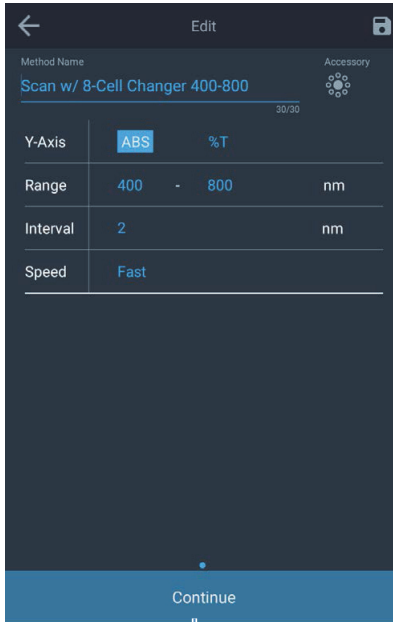 Edit
Method Name
Accessory
Scan w/ 8-Cell Changer 400-800
30/30
Y-Axis ABS %T
Range 400 - 800 nm
Interval 2 nm
Speed Fast
Continue